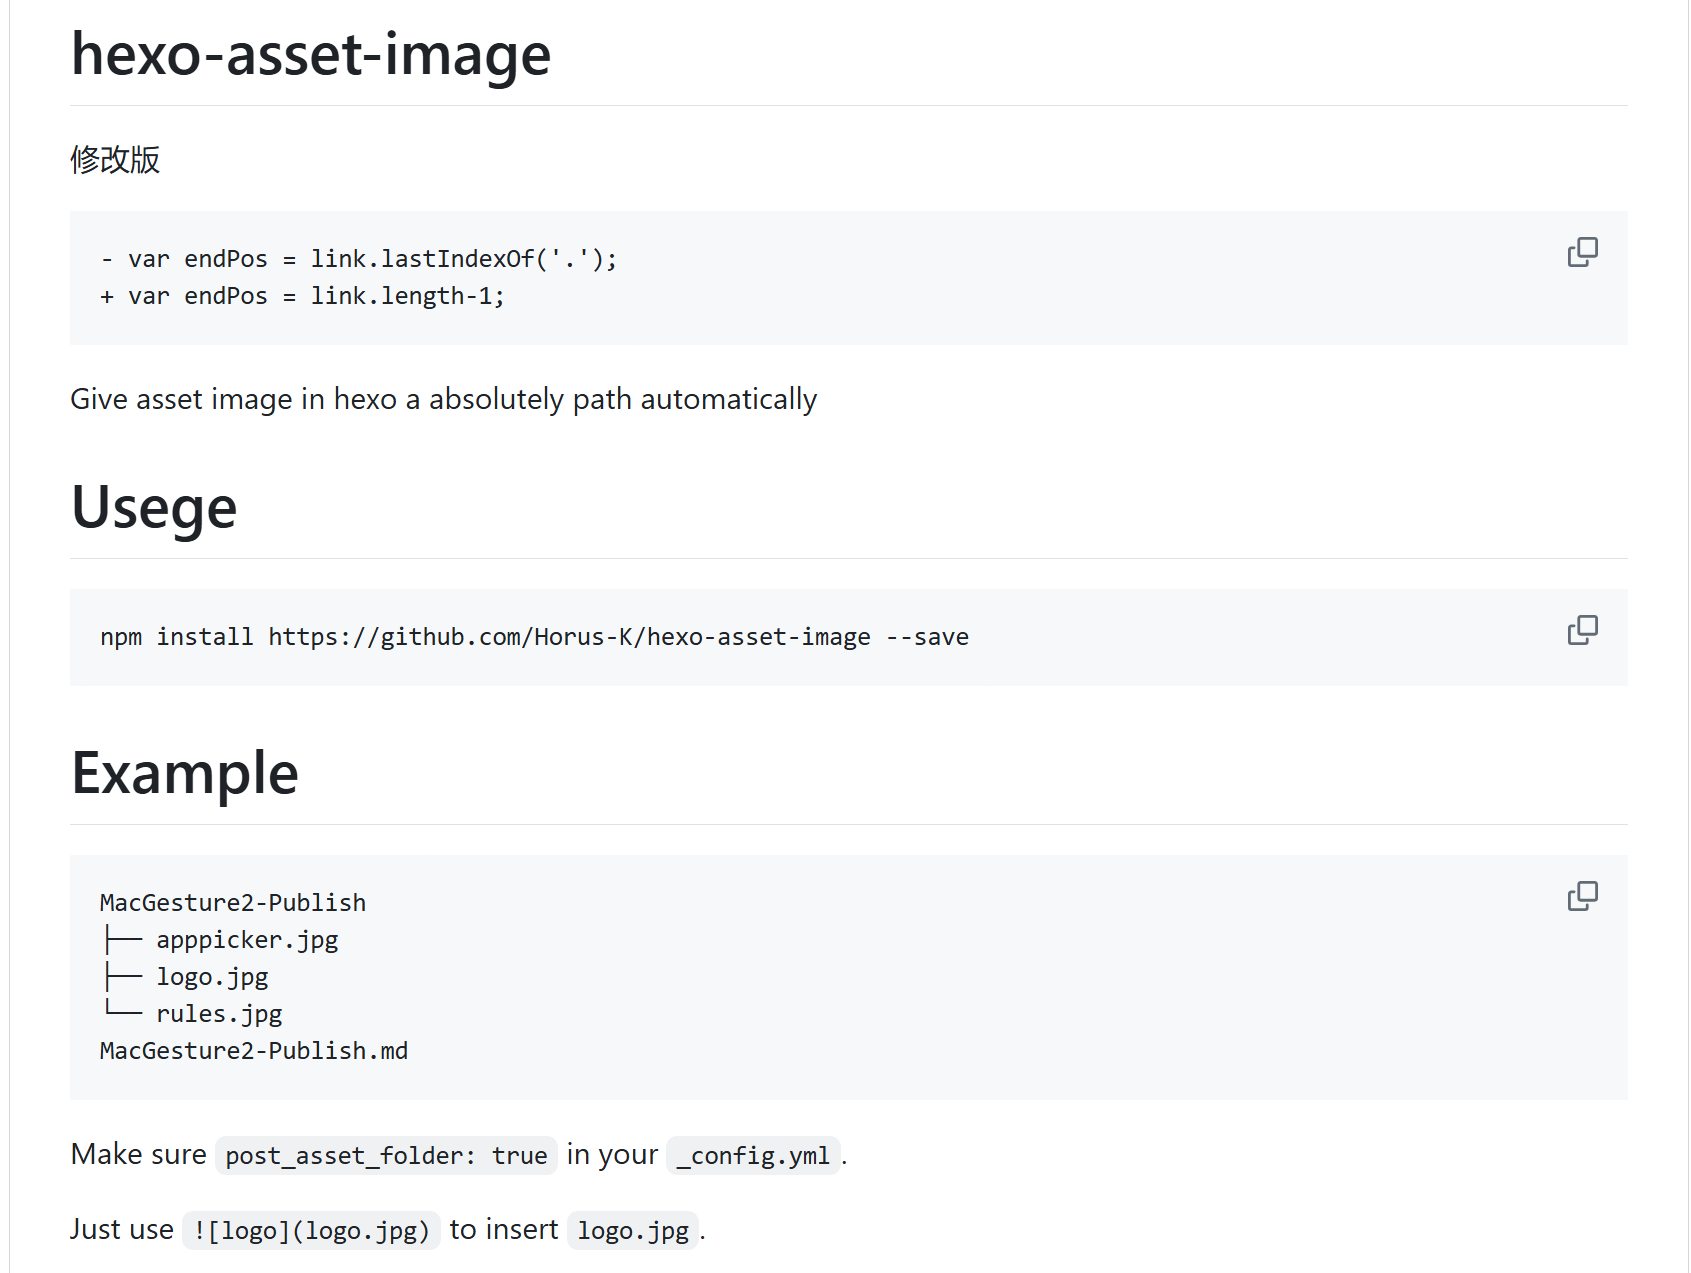 hexo-asset-image
修改版
- var endPos = link.lastIndexOf('.');
+ var endPos = link.length-1;
Give asset image in hexo a absolutely path automatically
Usege
npm install https://github.com/Horus-K/hexo-asset-image --save
Example
MacGesture2-Publish
├── apppicker.jpg
├── logo.jpg
└── rules.jpg
MacGesture2-Publish.md
Make sure post_asset_folder: true in your _config.yml.
Just use ![logo](logo.jpg) to insert logo.jpg.